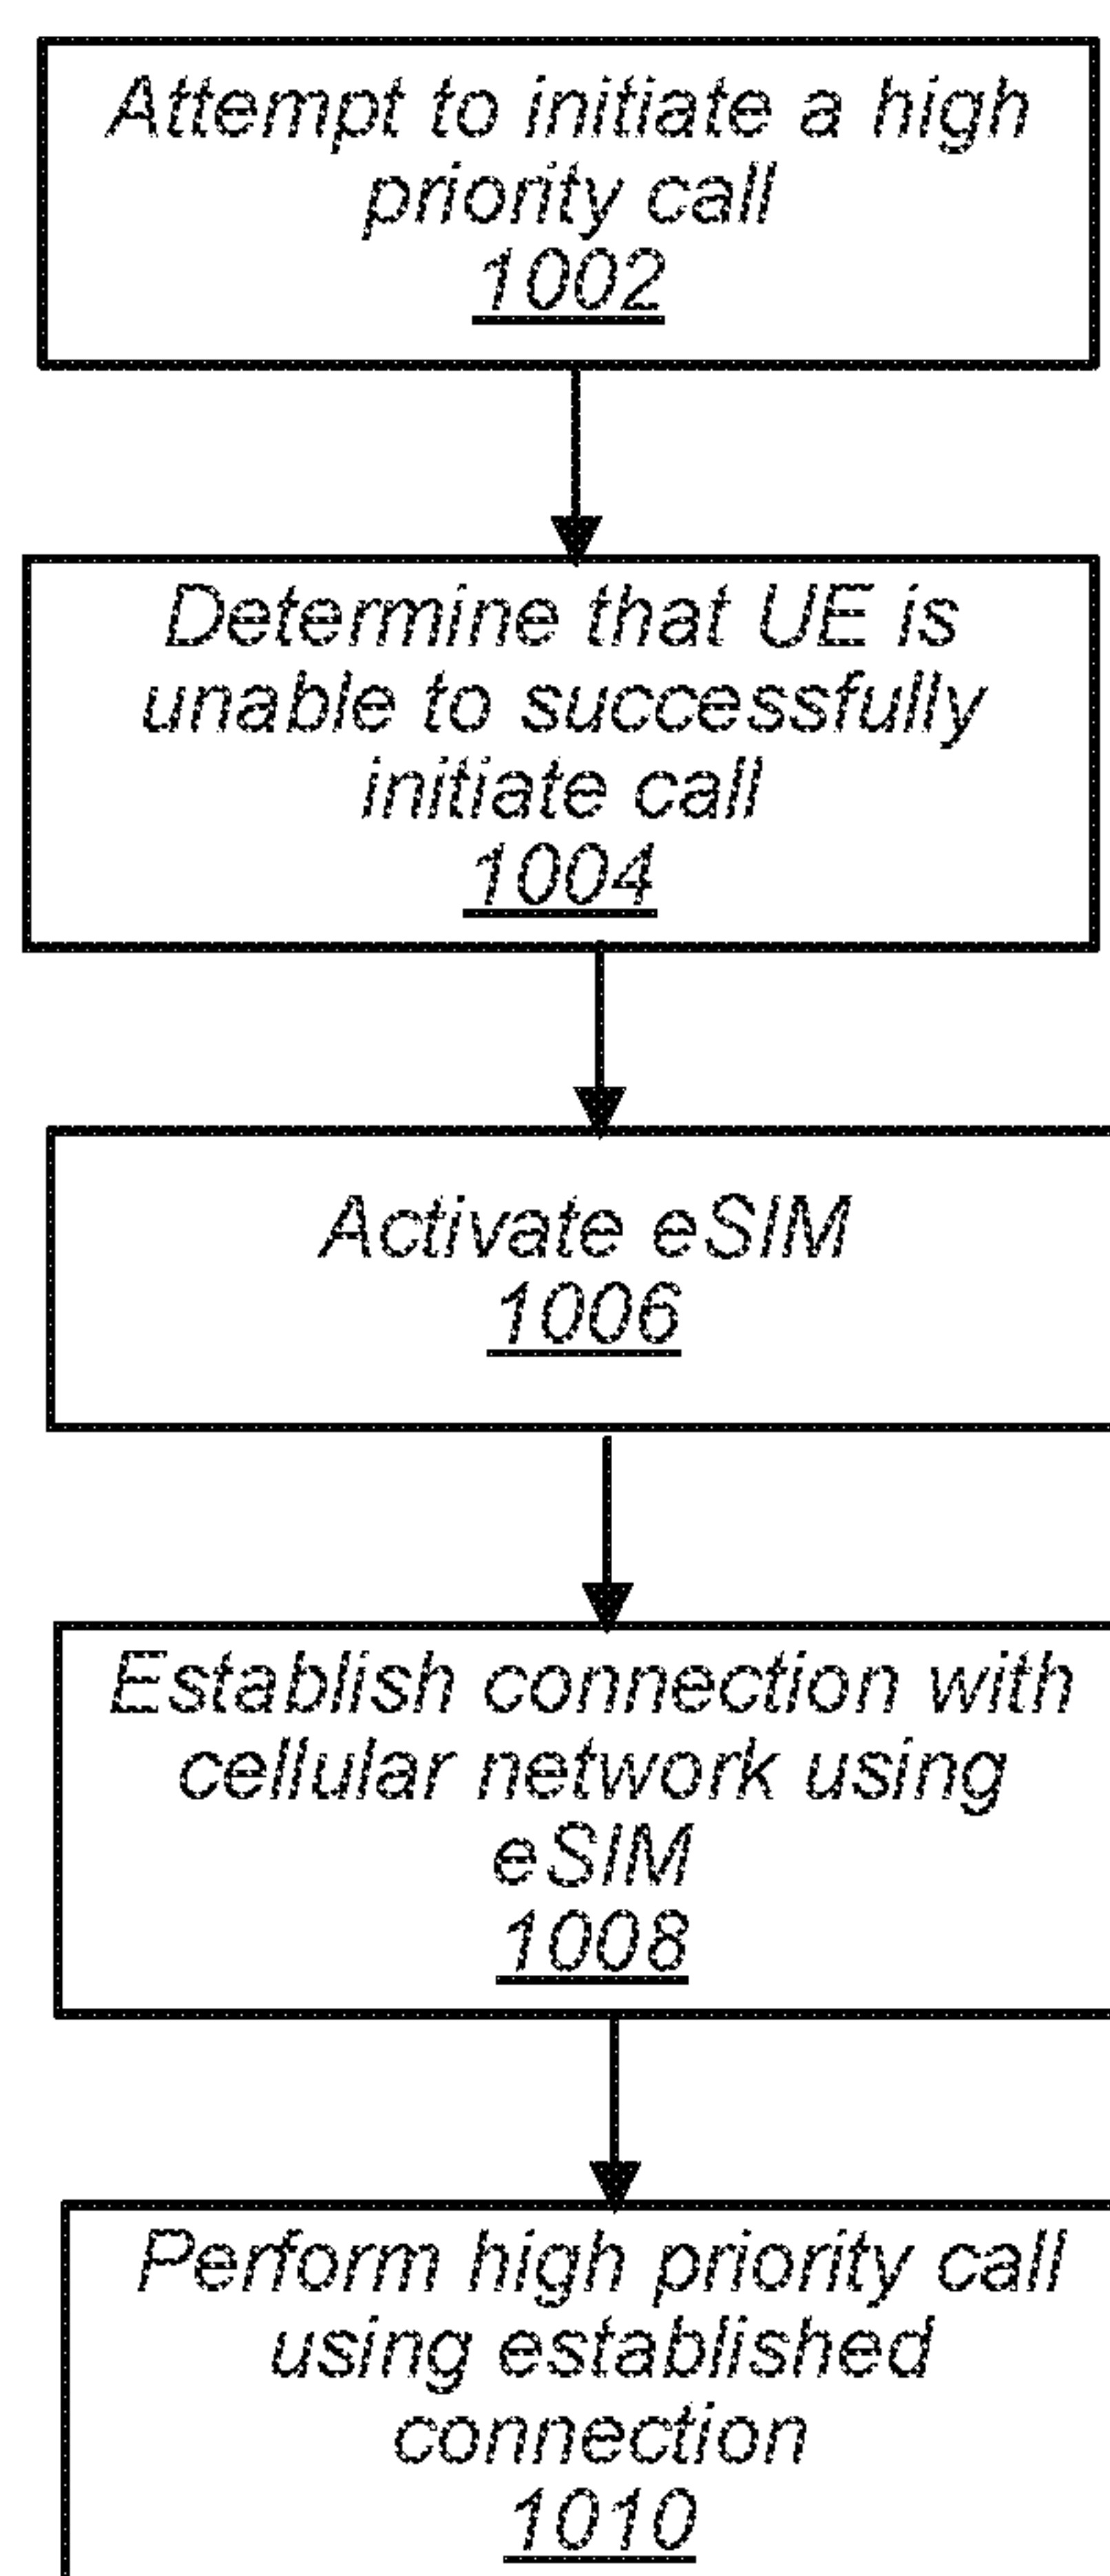 Attempt to initiate a high
priority call
1002
Determine that UE is
unable to successfully
initiate call
1004
Activate eSIM
1006
Establish connection with
cellular network using
eSIM
1008
Perform high priority call
using established
connection
1010